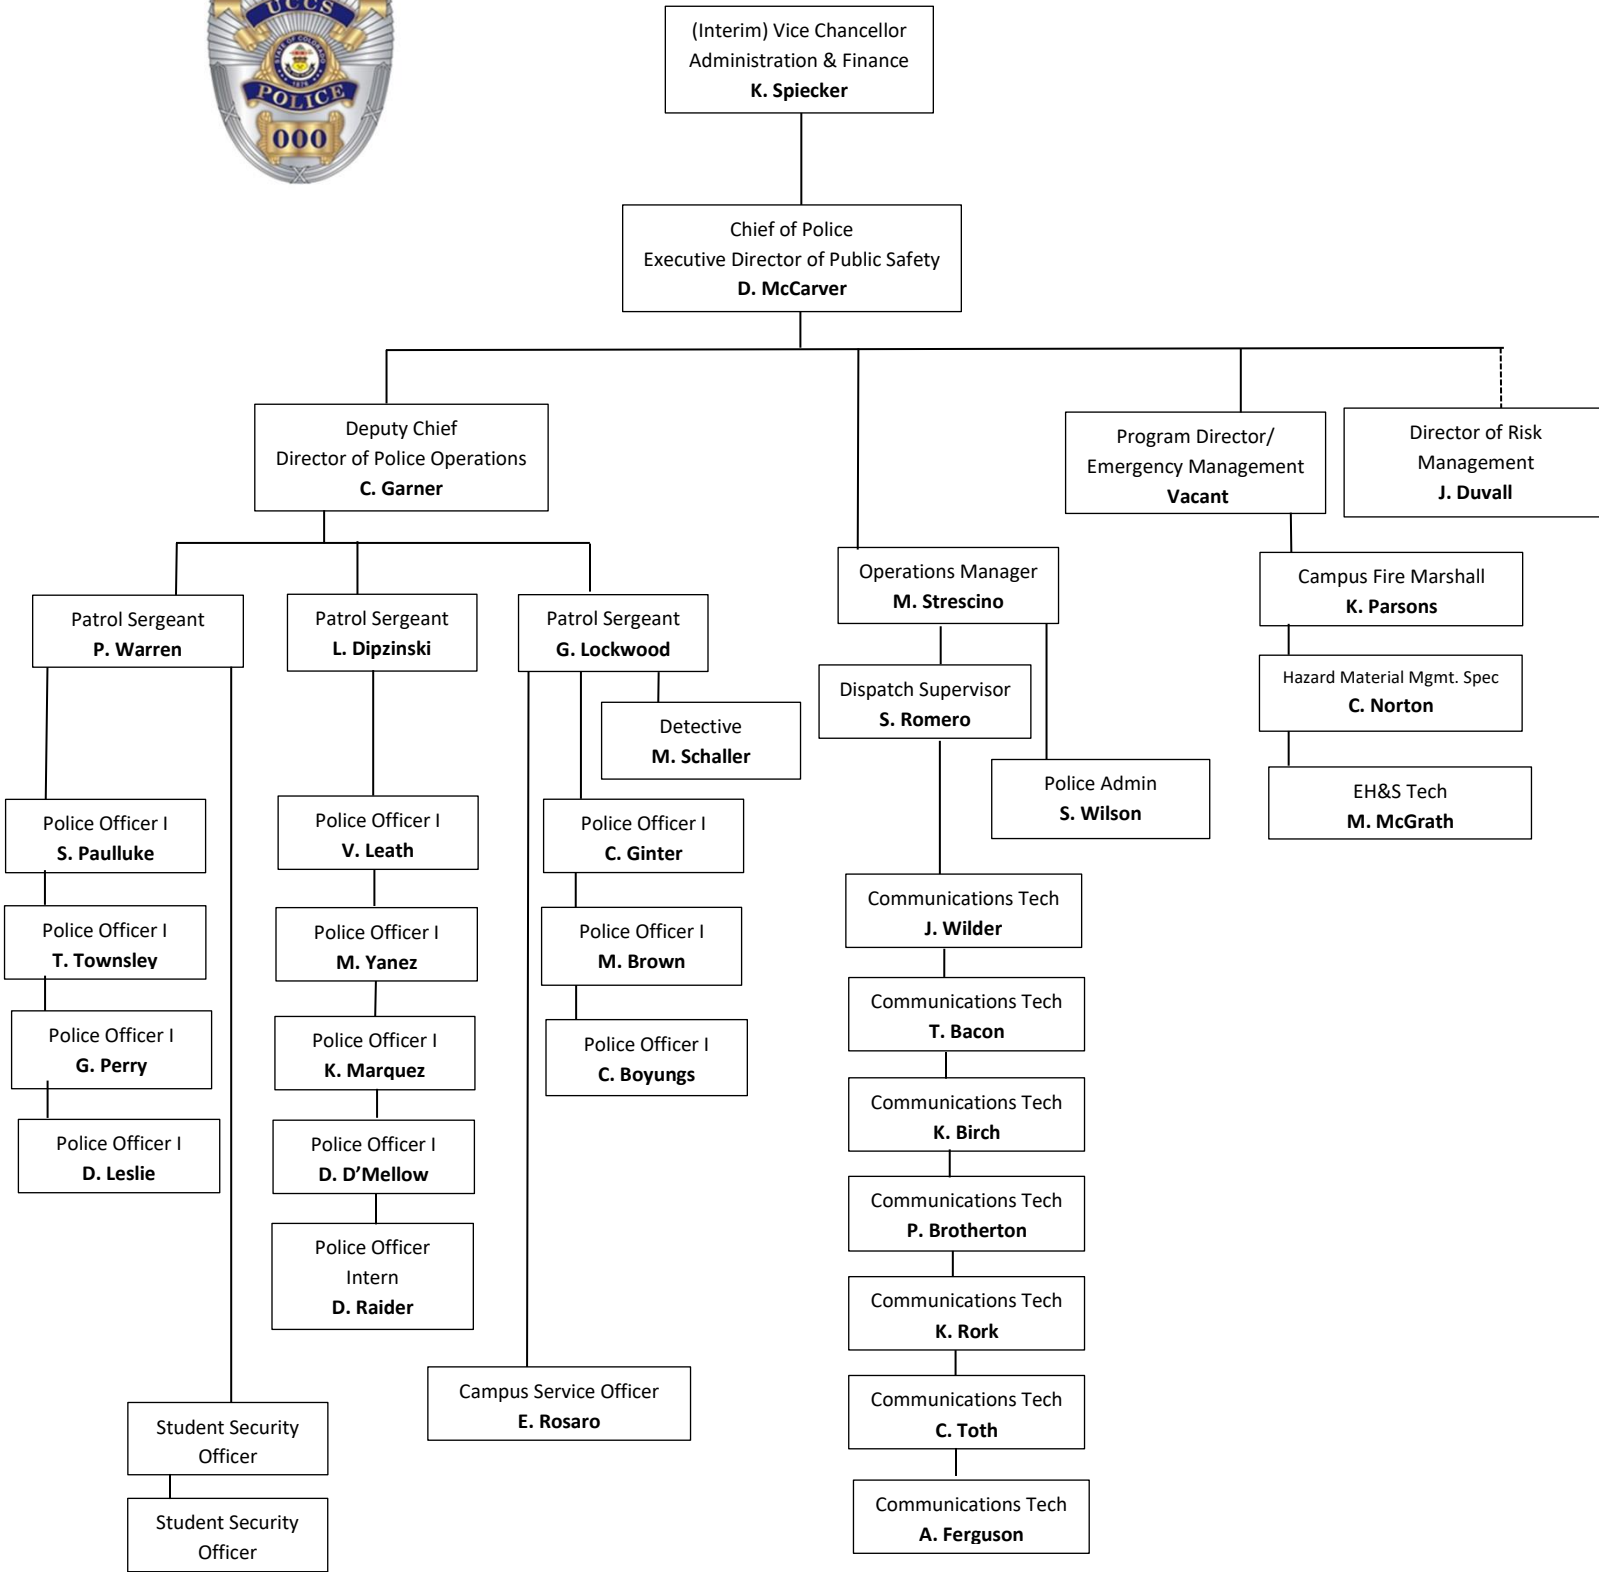 UCCS
STATE OF COLORADO
1876
POLICE
000
(Interim) Vice Chancellor
Administration & Finance
K. Spiecker
Chief of Police
Executive Director of Public Safety
D. McCarver
Deputy Chief
Director of Police Operations
C. Garner
Program Director/
Emergency Management
Vacant
Director of Risk
Management
J. Duvall
Operations Manager
M. Strescino
Campus Fire Marshall
K. Parsons
Patrol Sergeant
P. Warren
Patrol Sergeant
L. Dipzinski
Patrol Sergeant
G. Lockwood
Dispatch Supervisor
S. Romero
Hazard Material Mgmt. Spec
C. Norton
Detective
M. Schaller
Police Admin
S. Wilson
EH&S Tech
M. McGrath
Police Officer I
S. Paulluke
Police Officer I
V. Leath
Police Officer I
C. Ginter
Communications Tech
J. Wilder
Police Officer I
T. Townsley
Police Officer I
M. Yanez
Police Officer I
M. Brown
Communications Tech
T. Bacon
Police Officer I
G. Perry
Police Officer I
K. Marquez
Police Officer I
C. Boyungs
Communications Tech
K. Birch
Police Officer I
D. Leslie
Police Officer I
D. D’Mellow
Communications Tech
P. Brotherton
Police Officer
Intern
D. Raider
Communications Tech
K. Rork
Campus Service Officer
E. Rosaro
Communications Tech
C. Toth
Student Security
Officer
Communications Tech
A. Ferguson
Student Security
Officer